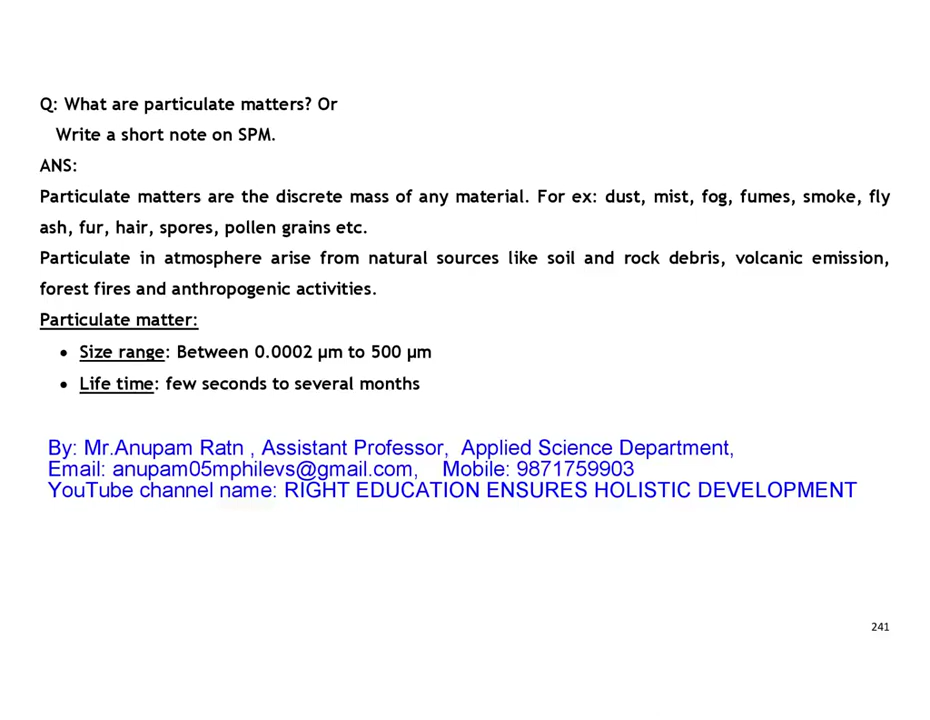 Q: What are particulate matters? Or
Write a short note on SPM.
ANS:
Particulate matters are the discrete mass of any material. For ex: dust, mist, fog, fumes, smoke, fly
ash, fur, hair, spores, pollen grains etc.
Particulate in atmosphere arise from natural sources like soil and rock debris, volcanic emission,
forest fires and anthropogenic activities.
Particulate matter:
• Size range: Between 0.0002 µm to 500 µm
• Life time: few seconds to several months
By: Mr.Anupam Ratn , Assistant Professor, Applied Science Department,
Email: anupam05mphilevs@gmail.com, Mobile: 9871759903
YouTube channel name: RIGHT EDUCATION ENSURES HOLISTIC DEVELOPMENT
241